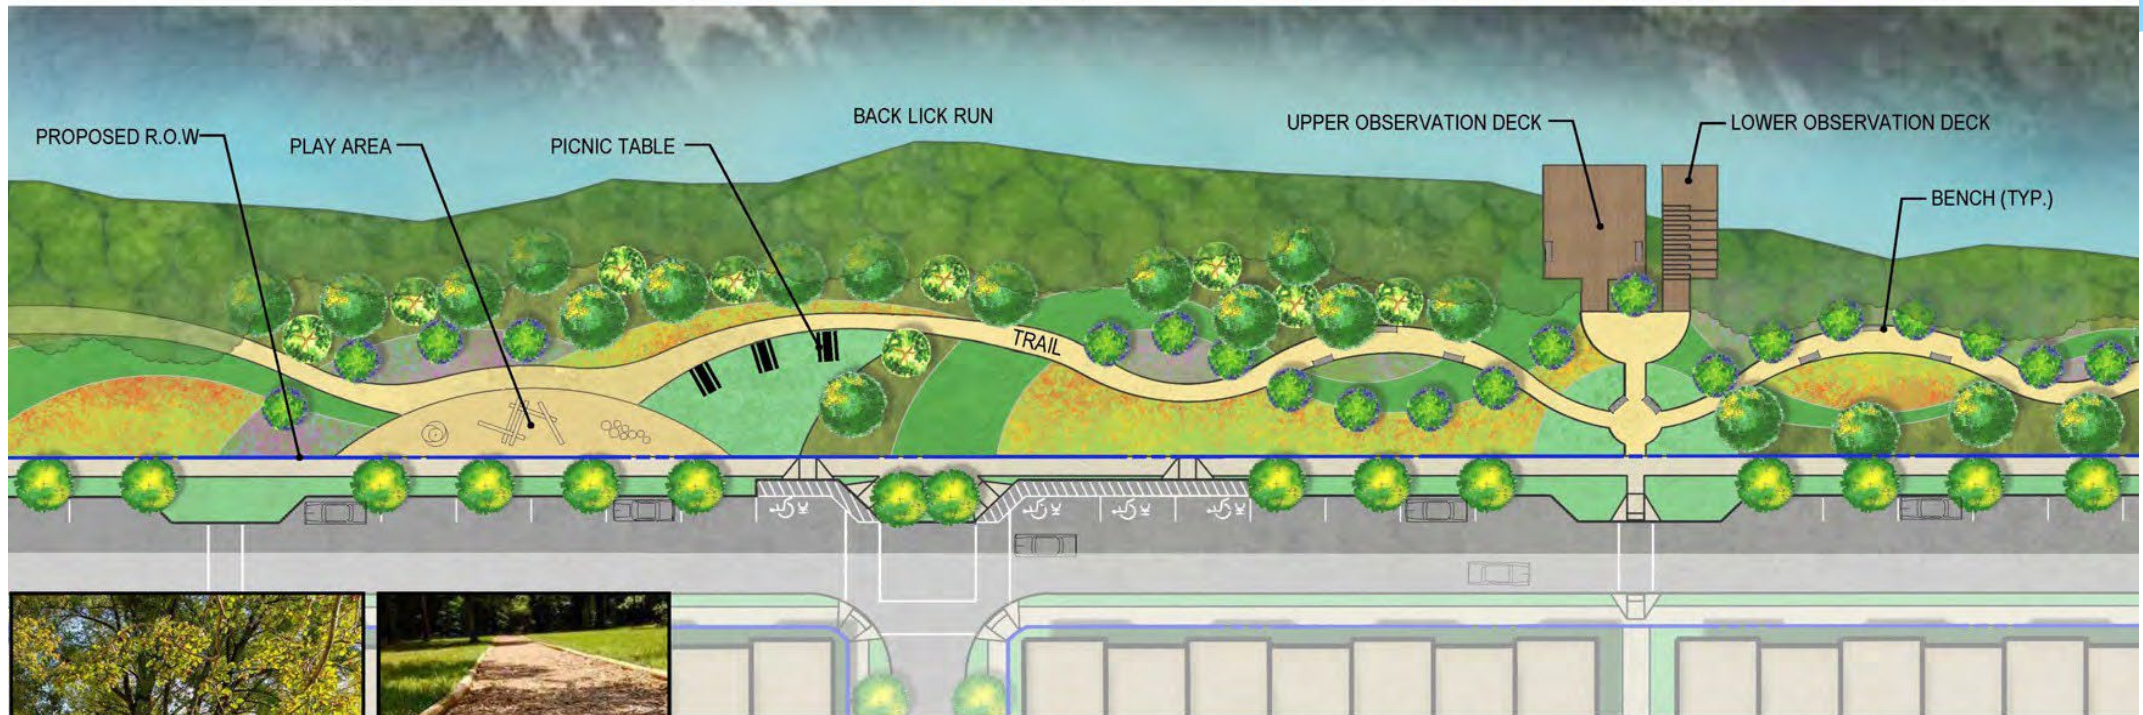 BACK LICK RUN
UPPER OBSERVATION DECK
LOWER OBSERVATION DECK
PROPOSED R.O.W
PLAY AREA
PICNIC TABLE
BENCH (TYP.)
TRAIL